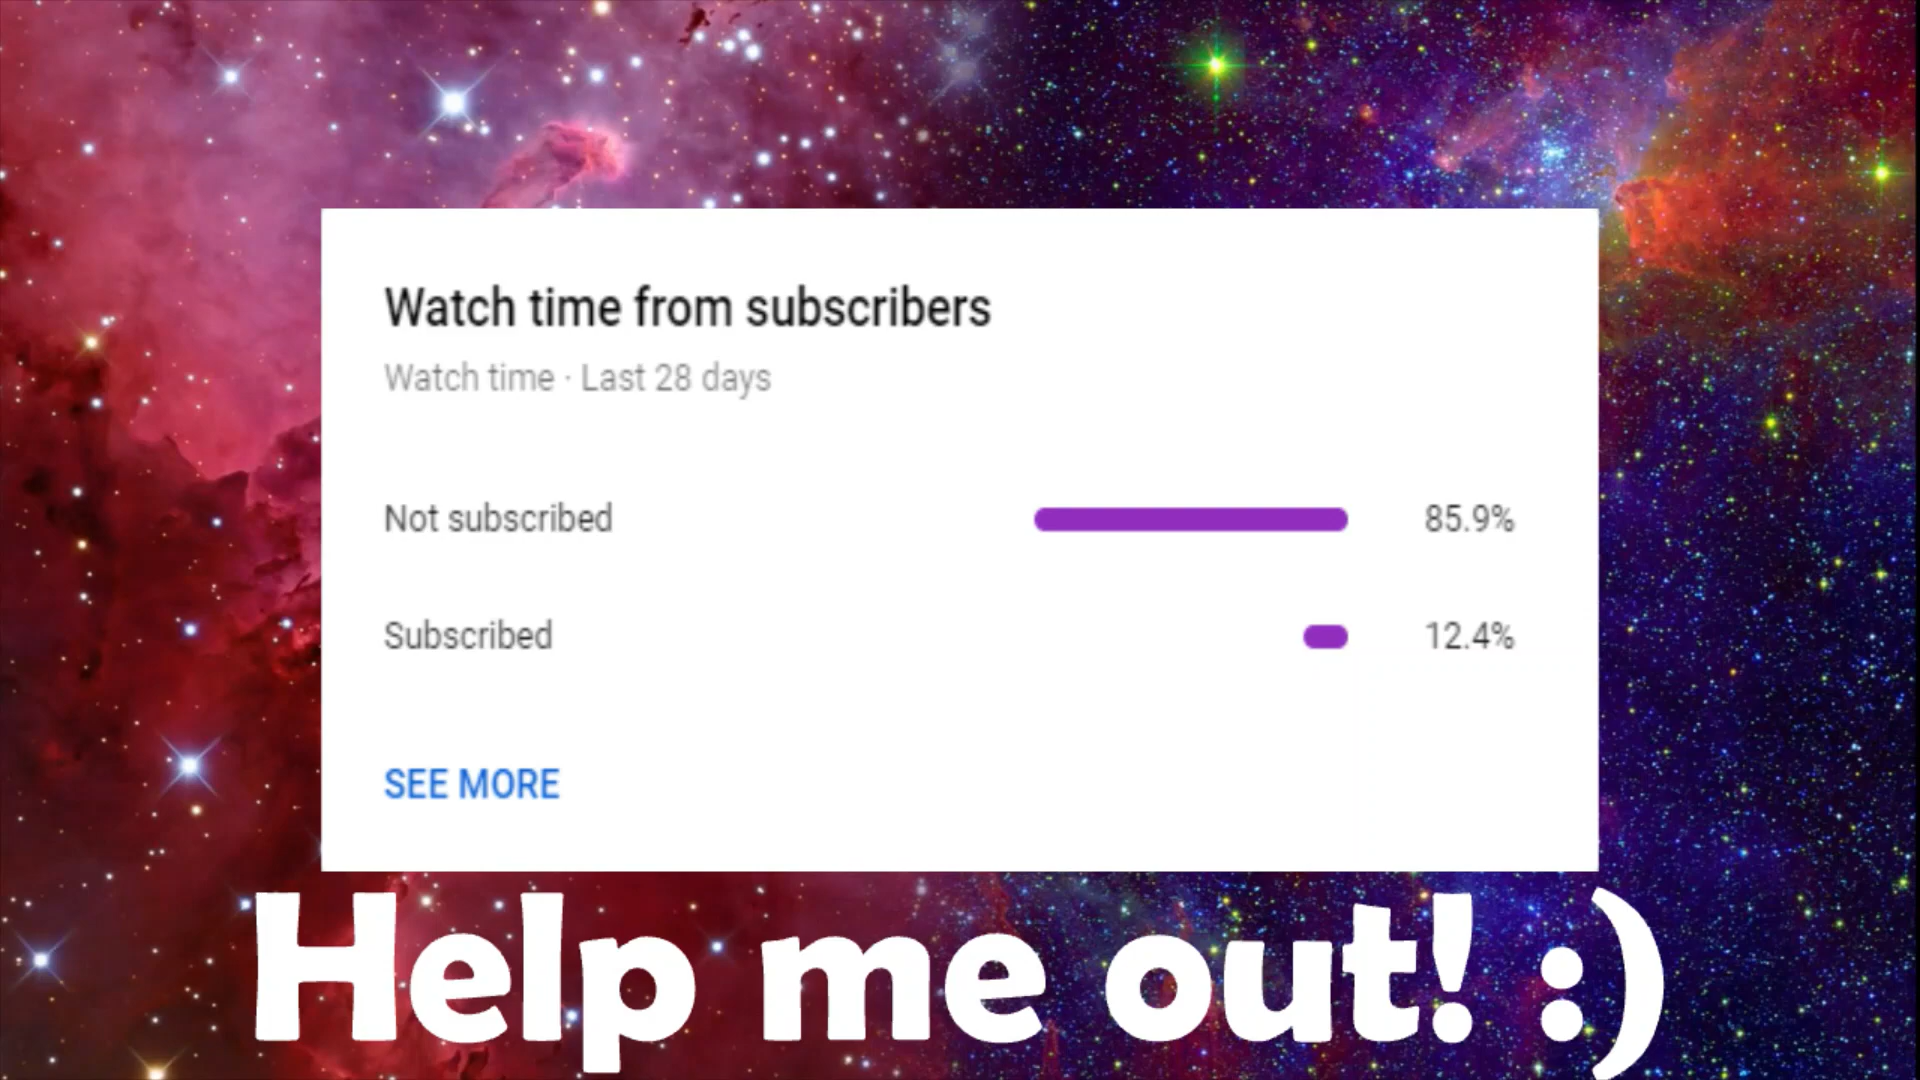 Watch time from subscribers
Watch time · Last 28 days
Not subscribed 85.9%
Subscribed 12.4%
SEE MORE
Help me out! :)